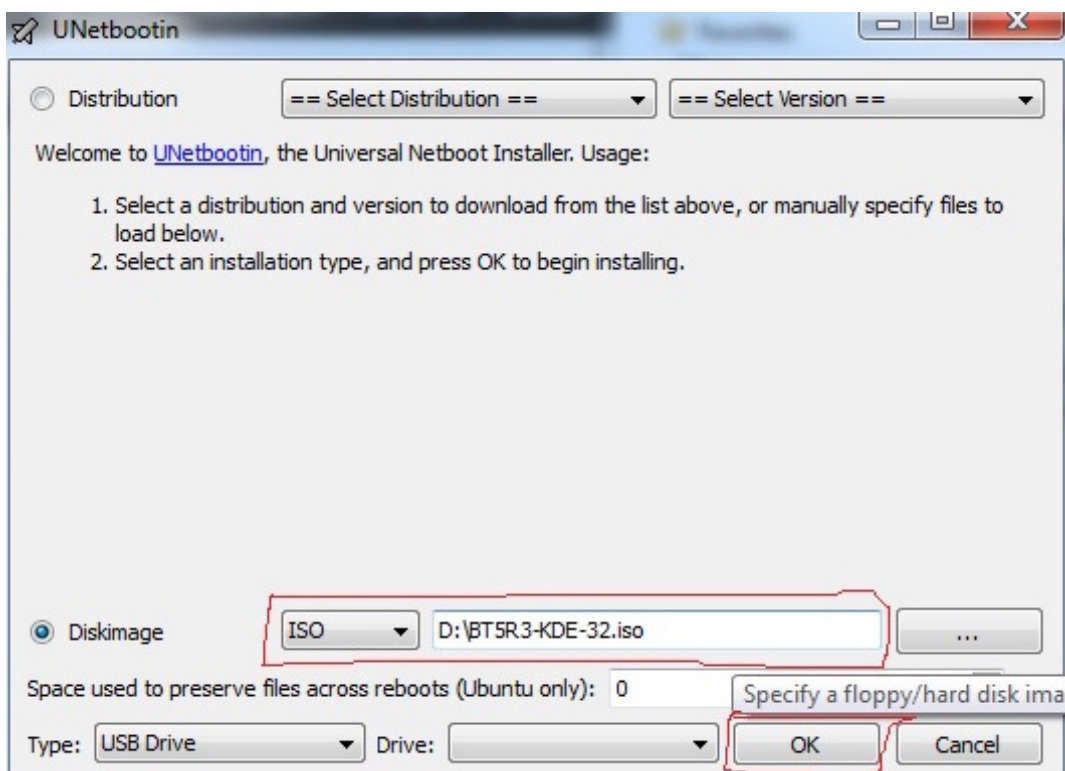 UNetbootin
Distribution == Select Distribution == == Select Version ==
Welcome to UNetbootin, the Universal Netboot Installer. Usage:
1. Select a distribution and version to download from the list above, or manually specify files to
load below.
2. Select an installation type, and press OK to begin installing.
Diskimage ISO D:\BT5R3-KDE-32.iso ...
Space used to preserve files across reboots (Ubuntu only): 0
Specify a floppy/hard disk ima
Type: USB Drive Drive: OK Cancel